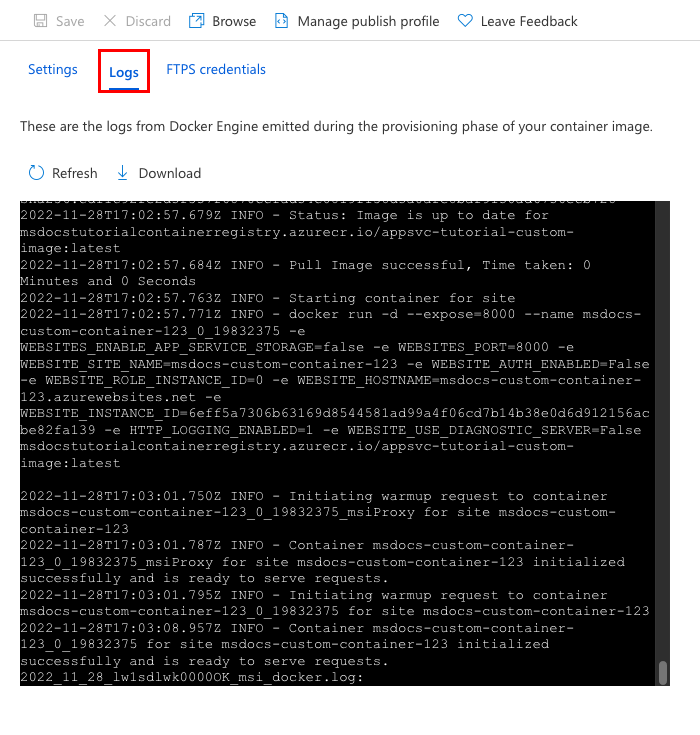 Save Discard Browse Manage publish profile Leave Feedback
Settings Logs FTPS credentials
These are the logs from Docker Engine emitted during the provisioning phase of your container image.
Refresh Download
2022-11-28T17:02:57.679Z INFO - Status: Image is up to date for
msdocstutorialcontainerregistry.azurecr.io/appsvc-tutorial-custom-
image:latest
2022-11-28T17:02:57.684Z INFO - Pull Image successful, Time taken: 0
Minutes and 0 Seconds
2022-11-28T17:02:57.763Z INFO - Starting container for site
2022-11-28T17:02:57.771Z INFO - docker run -d --expose=8000 --name msdocs-
custom-container-123_0_19832375 -e
WEBSITES_ENABLE_APP_SERVICE_STORAGE=false -e WEBSITES_PORT=8000 -e
WEBSITE_SITE_NAME=msdocs-custom-container-123 -e WEBSITE_AUTH_ENABLED=False
-e WEBSITE_ROLE_INSTANCE_ID=0 -e WEBSITE_HOSTNAME=msdocs-custom-container-
123.azurewebsites.net -e
WEBSITE_INSTANCE_ID=6eff5a7306b63169d8544581ad99a4f06cd7b14b38e0d6d912156ac
be82fa139 -e HTTP_LOGGING_ENABLED=1 -e WEBSITE_USE_DIAGNOSTIC_SERVER=False
msdocstutorialcontainerregistry.azurecr.io/appsvc-tutorial-custom-
image:latest
2022-11-28T17:03:01.750Z INFO - Initiating warmup request to container
msdocs-custom-container-123_0_19832375_msiProxy for site msdocs-custom-
container-123
2022-11-28T17:03:01.787Z INFO - Container msdocs-custom-container-
123_0_19832375_msiProxy for site msdocs-custom-container-123 initialized
successfully and is ready to serve requests.
2022-11-28T17:03:01.795Z INFO - Initiating warmup request to container
msdocs-custom-container-123_0_19832375 for site msdocs-custom-container-123
2022-11-28T17:03:08.957Z INFO - Container msdocs-custom-container-
123_0_19832375 for site msdocs-custom-container-123 initialized
successfully and is ready to serve requests.
2022_11_28_lw1sdlwk0000OK_msi_docker.log: